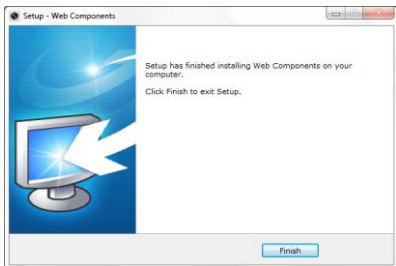 Setup - Web Components
Setup has finished installing Web Components on your
computer.
Click Finish to exit Setup.
Finish